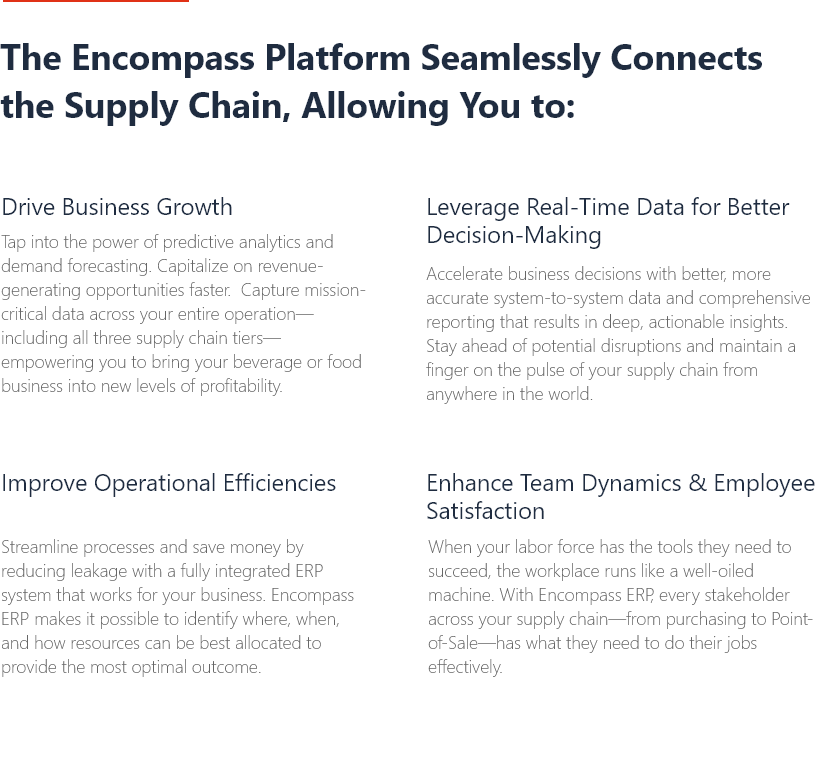 The Encompass Platform Seamlessly Connects
the Supply Chain, Allowing You to:
Drive Business Growth
Tap into the power of predictive analytics and
demand forecasting. Capitalize on revenue-
generating opportunities faster.  Capture mission-
critical data across your entire operation—
including all three supply chain tiers—
empowering you to bring your beverage or food
business into new levels of profitability.
Leverage Real-Time Data for Better
Decision-Making
Accelerate business decisions with better, more
accurate system-to-system data and comprehensive
reporting that results in deep, actionable insights.
Stay ahead of potential disruptions and maintain a
finger on the pulse of your supply chain from
anywhere in the world.
Improve Operational Efficiencies
Streamline processes and save money by
reducing leakage with a fully integrated ERP
system that works for your business. Encompass
ERP makes it possible to identify where, when,
and how resources can be best allocated to
provide the most optimal outcome.
Enhance Team Dynamics & Employee
Satisfaction
When your labor force has the tools they need to
succeed, the workplace runs like a well-oiled
machine. With Encompass ERP, every stakeholder
across your supply chain—from purchasing to Point-
of-Sale—has what they need to do their jobs
effectively.